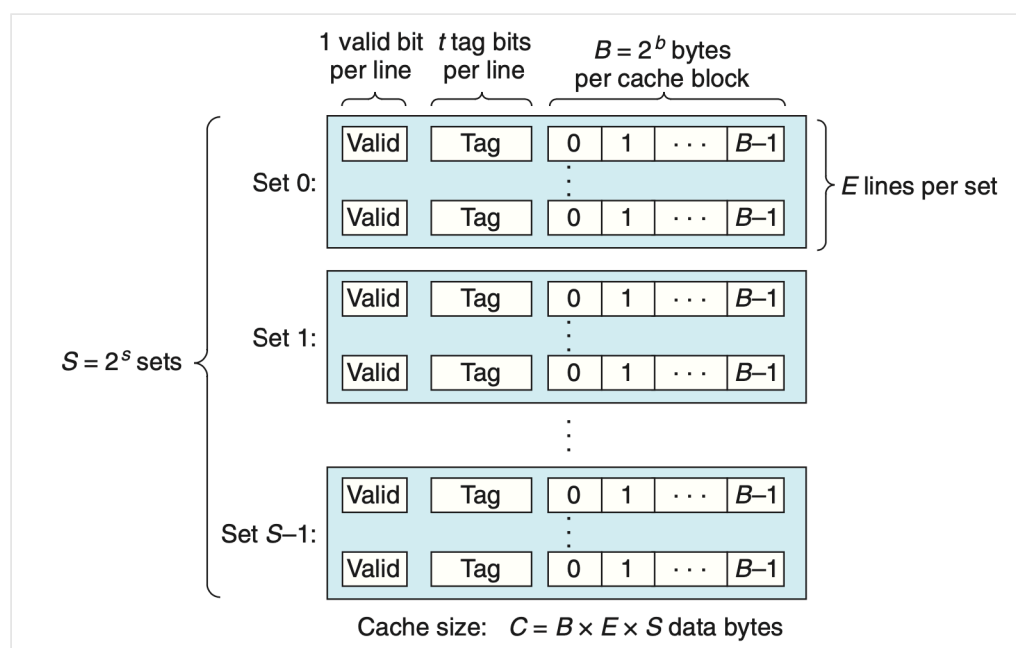 1 valid bit per line
t tag bits per line
B = 2^b bytes per cache block
Set 0:
Valid Tag 0 1 · · · B–1
Valid Tag 0 1 · · · B–1
E lines per set
S = 2^s sets
Set 1:
Valid Tag 0 1 · · · B–1
Valid Tag 0 1 · · · B–1
Set S–1:
Valid Tag 0 1 · · · B–1
Valid Tag 0 1 · · · B–1
Cache size: C = B × E × S data bytes